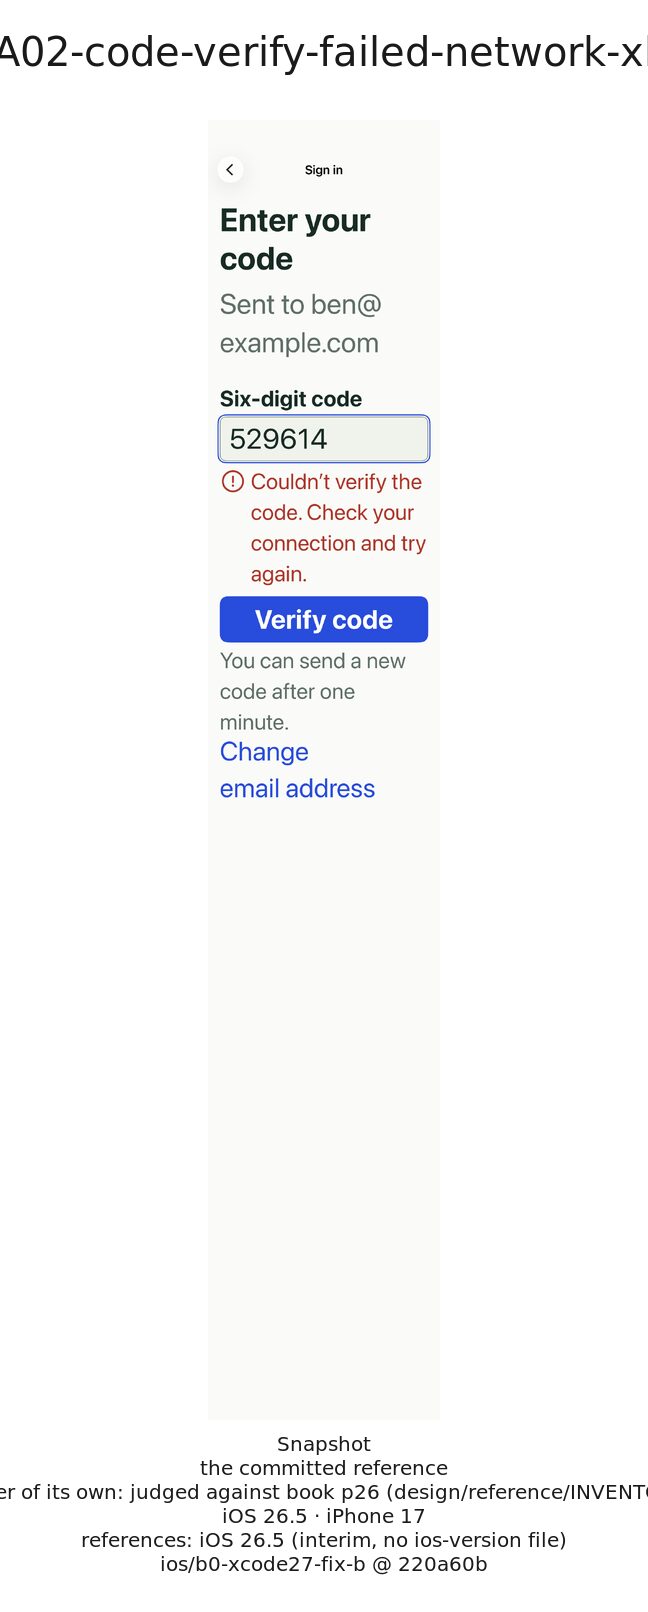 A02-code-verify-failed-network-x
Sign in
Enter your
code
Sent to ben@
example.com
Six-digit code
529614
Couldn’t verify the
code. Check your
connection and try
again.
Verify code
You can send a new
code after one
minute.
Change
email address
Snapshot
the committed reference
er of its own: judged against book p26 (design/reference/INVENT
iOS 26.5 · iPhone 17
references: iOS 26.5 (interim, no ios-version file)
ios/b0-xcode27-fix-b @ 220a60b